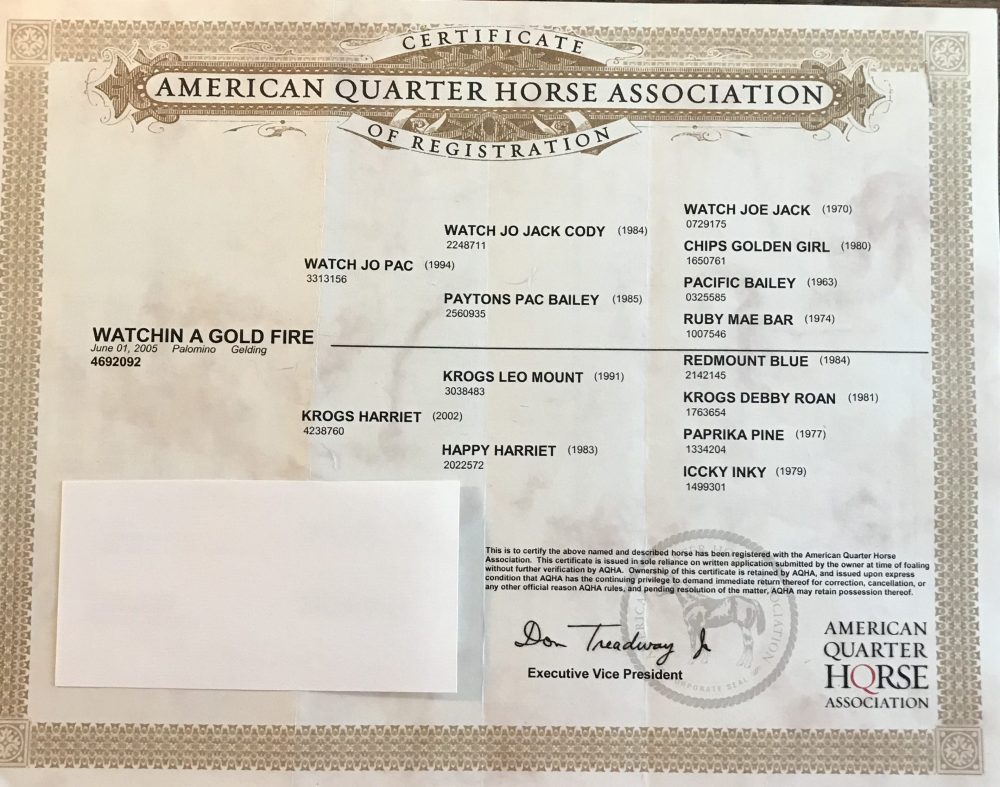 CERTIFICATE
AMERICAN QUARTER HORSE ASSOCIATION
OF REGISTRATION
WATCH JOE JACK (1970)
0729175
WATCH JO JACK CODY (1984)
2248711
CHIPS GOLDEN GIRL (1980)
1650761
WATCH JO PAC (1994)
3313156
PACIFIC BAILEY (1963)
0325585
PAYTONS PAC BAILEY (1985)
2560935
RUBY MAE BAR (1974)
1007546
WATCHIN A GOLD FIRE
June 01, 2005 Palomino Gelding
4692092
REDMOUNT BLUE (1984)
2142145
KROGS LEO MOUNT (1991)
3038483
KROGS DEBBY ROAN (1981)
1763654
KROGS HARRIET (2002)
4238760
PAPRIKA PINE (1977)
1334204
HAPPY HARRIET (1983)
2022572
ICCKY INKY (1979)
1499301
This is to certify the above named and described horse has been registered with the American Quarter Horse
Association. This certificate is issued in sole reliance on written application submitted by the owner at time of foaling
without further verification by AQHA. Ownership of this certificate is retained by AQHA, and issued upon express
condition that AQHA has the continuing privilege to demand immediate return thereof for correction, cancellation, or
any other official reason AQHA rules, and pending resolution of the matter, AQHA may retain possession thereof.
Don Treadway Jr
Executive Vice President
CORPORATE SEAL
AMERICAN
QUARTER
HORSE
ASSOCIATION